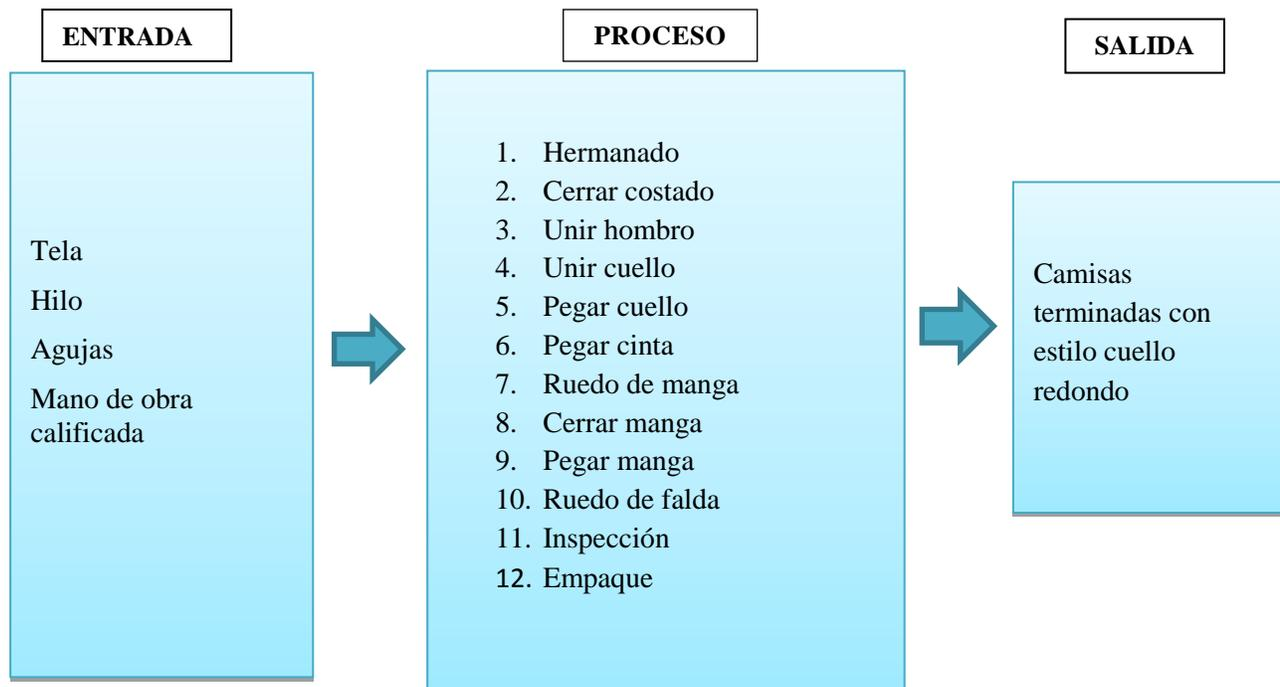 ENTRADA
Tela
Hilo
Agujas
Mano de obra
calificada
PROCESO
1. Hermanado
2. Cerrar costado
3. Unir hombro
4. Unir cuello
5. Pegar cuello
6. Pegar cinta
7. Ruedo de manga
8. Cerrar manga
9. Pegar manga
10. Ruedo de falda
11. Inspección
12. Empaque
SALIDA
Camisas
terminadas con
estilo cuello
redondo